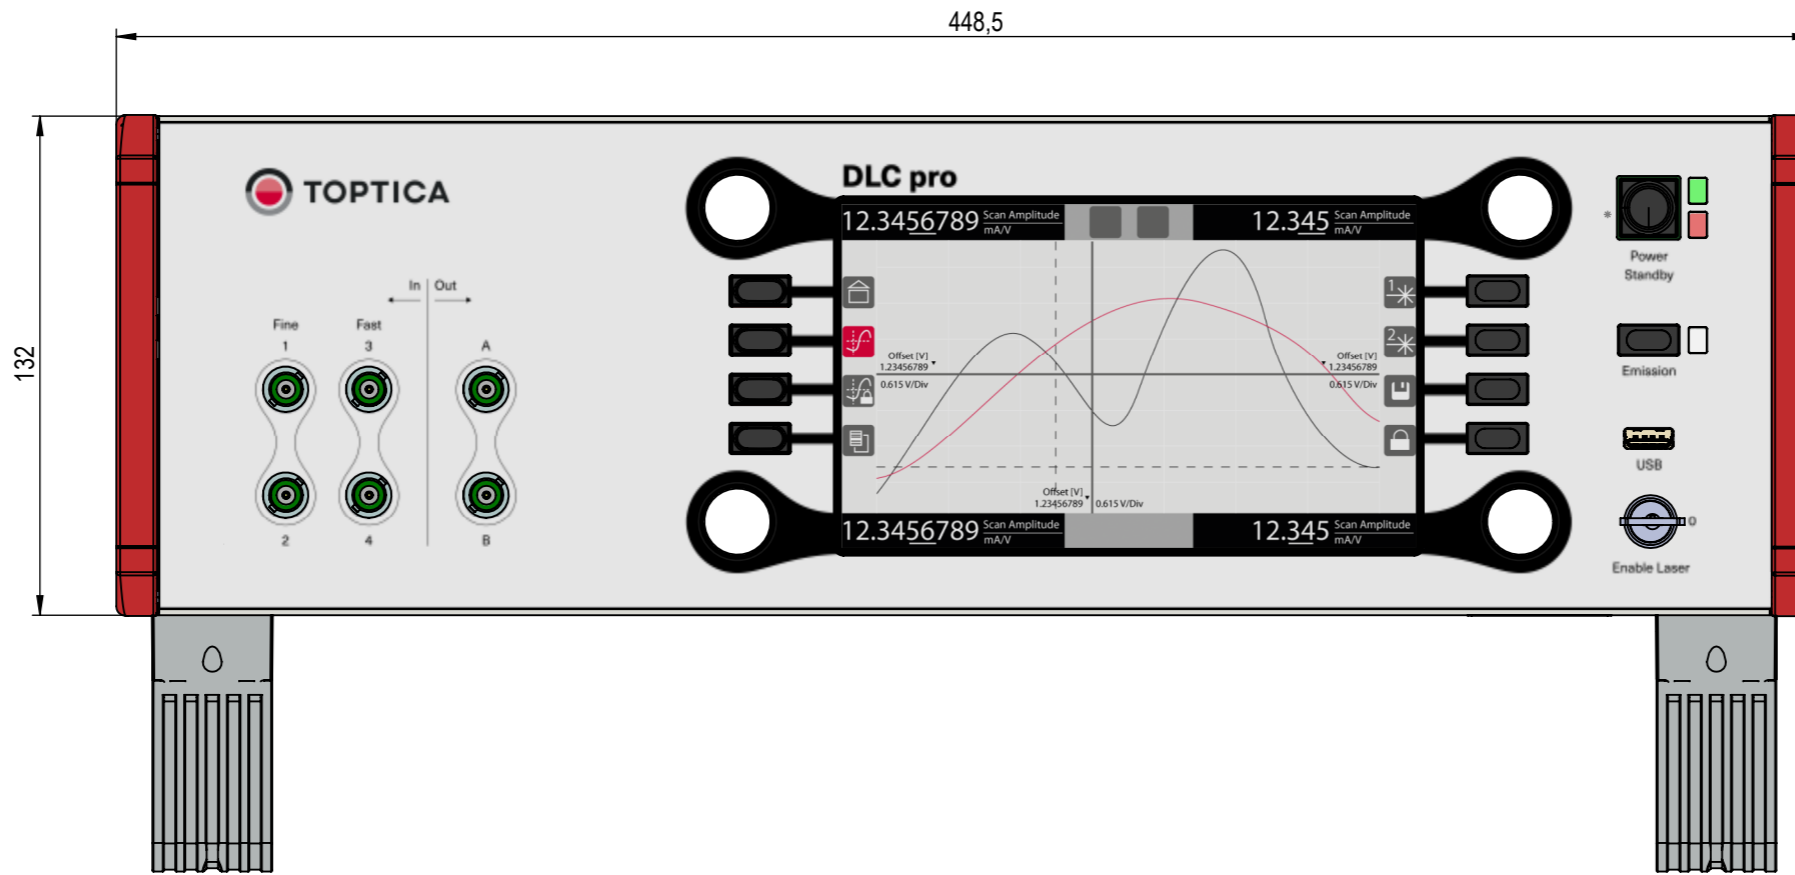 448,5
132
TOPTICA
DLC pro
12.3456789 Scan Amplitude mA/V
12.345 Scan Amplitude mA/V
In Out
Fine Fast
1 3 A
2 4 B
1
2
Offset [V]
1.23456789
0.615 V/Div
Offset [V]
1.23456789
0.615 V/Div
Offset [V]
1.23456789 0.615 V/Div
12.3456789 Scan Amplitude mA/V
12.345 Scan Amplitude mA/V
Power
Standby
Emission
USB
0
Enable Laser